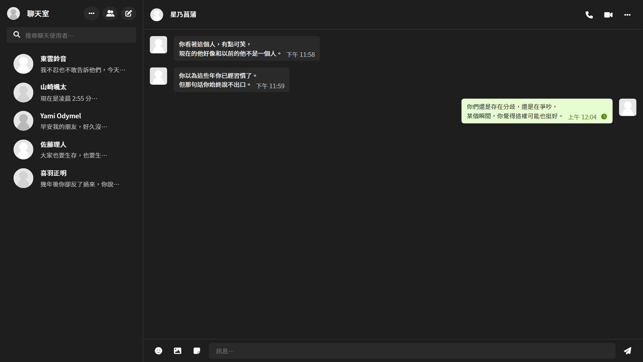 聊天室
搜尋聊天使用者⋯
東雲鈴音
我不忍也不敢告訴他們，今天⋯
山崎颯太
現在是凌晨 2:55 分⋯
Yami Odymel
早安我的朋友，好久沒⋯
佐藤理人
大家也要生存，也要生⋯
喜羽正明
幾年後你卻反了過來，你說⋯
星乃菖蒲
你看著這個人，有點可笑，
現在的他好像和以前的他不是一個人。 下午 11:58
你以為這些年你已經習慣了。
但那句話你始終說不出口。 下午 11:59
你們還是存在分歧，還是在爭吵，
某個瞬間，你覺得這樣可能也挺好。 上午 12:04
訊息⋯